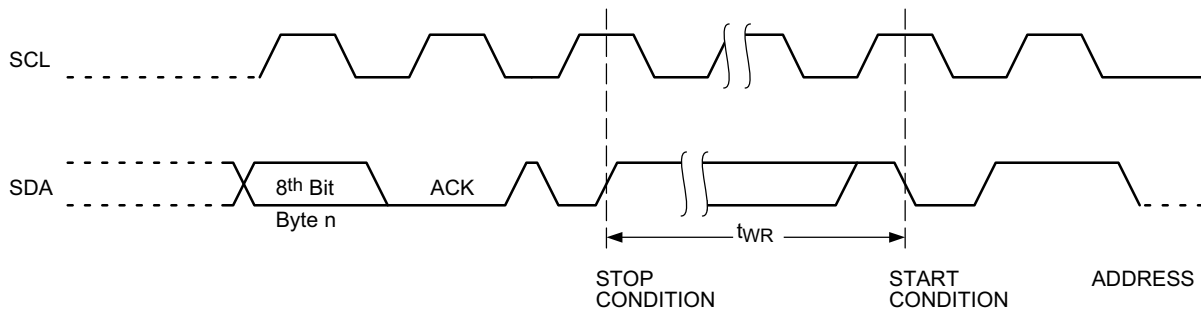 SCL
SDA
8th Bit
ACK
Byte n
tWR
STOP
CONDITION
START
CONDITION
ADDRESS